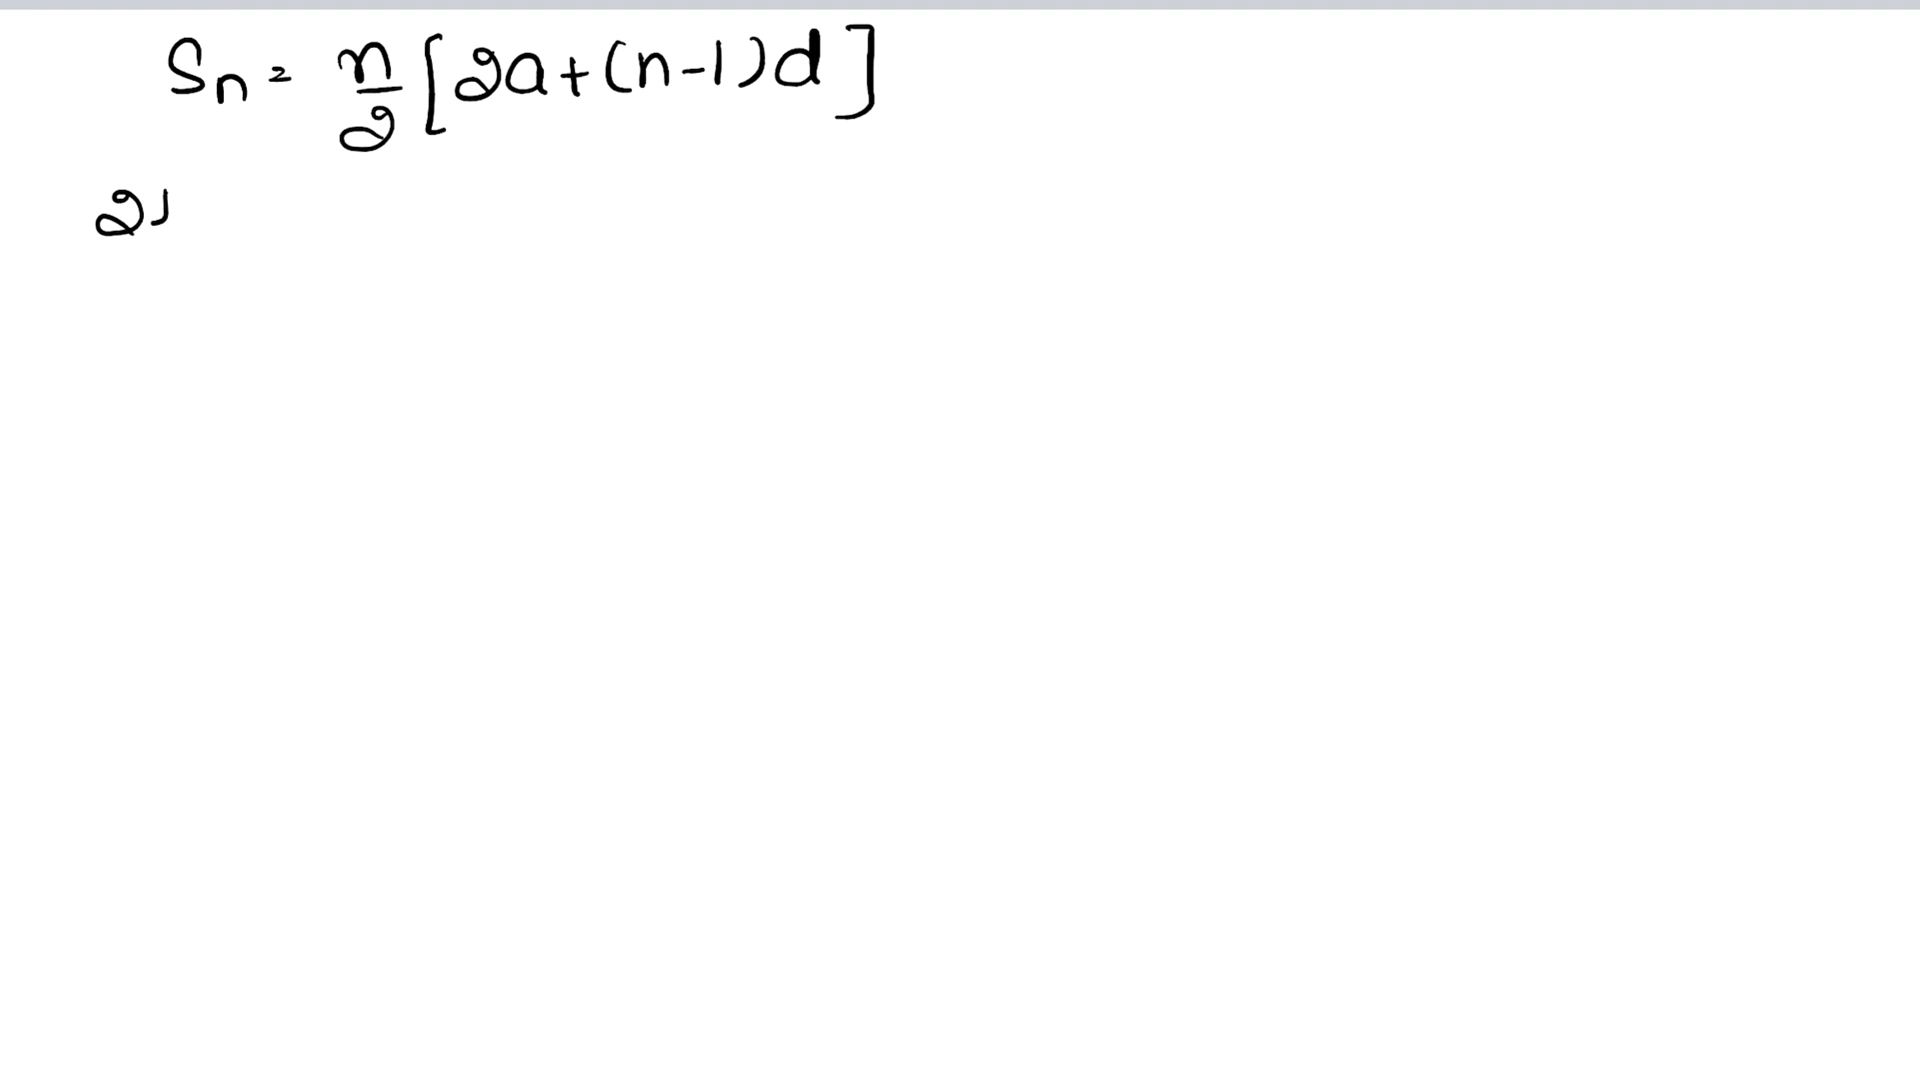 Sn = n/2 [2a+(n-1)d]
2